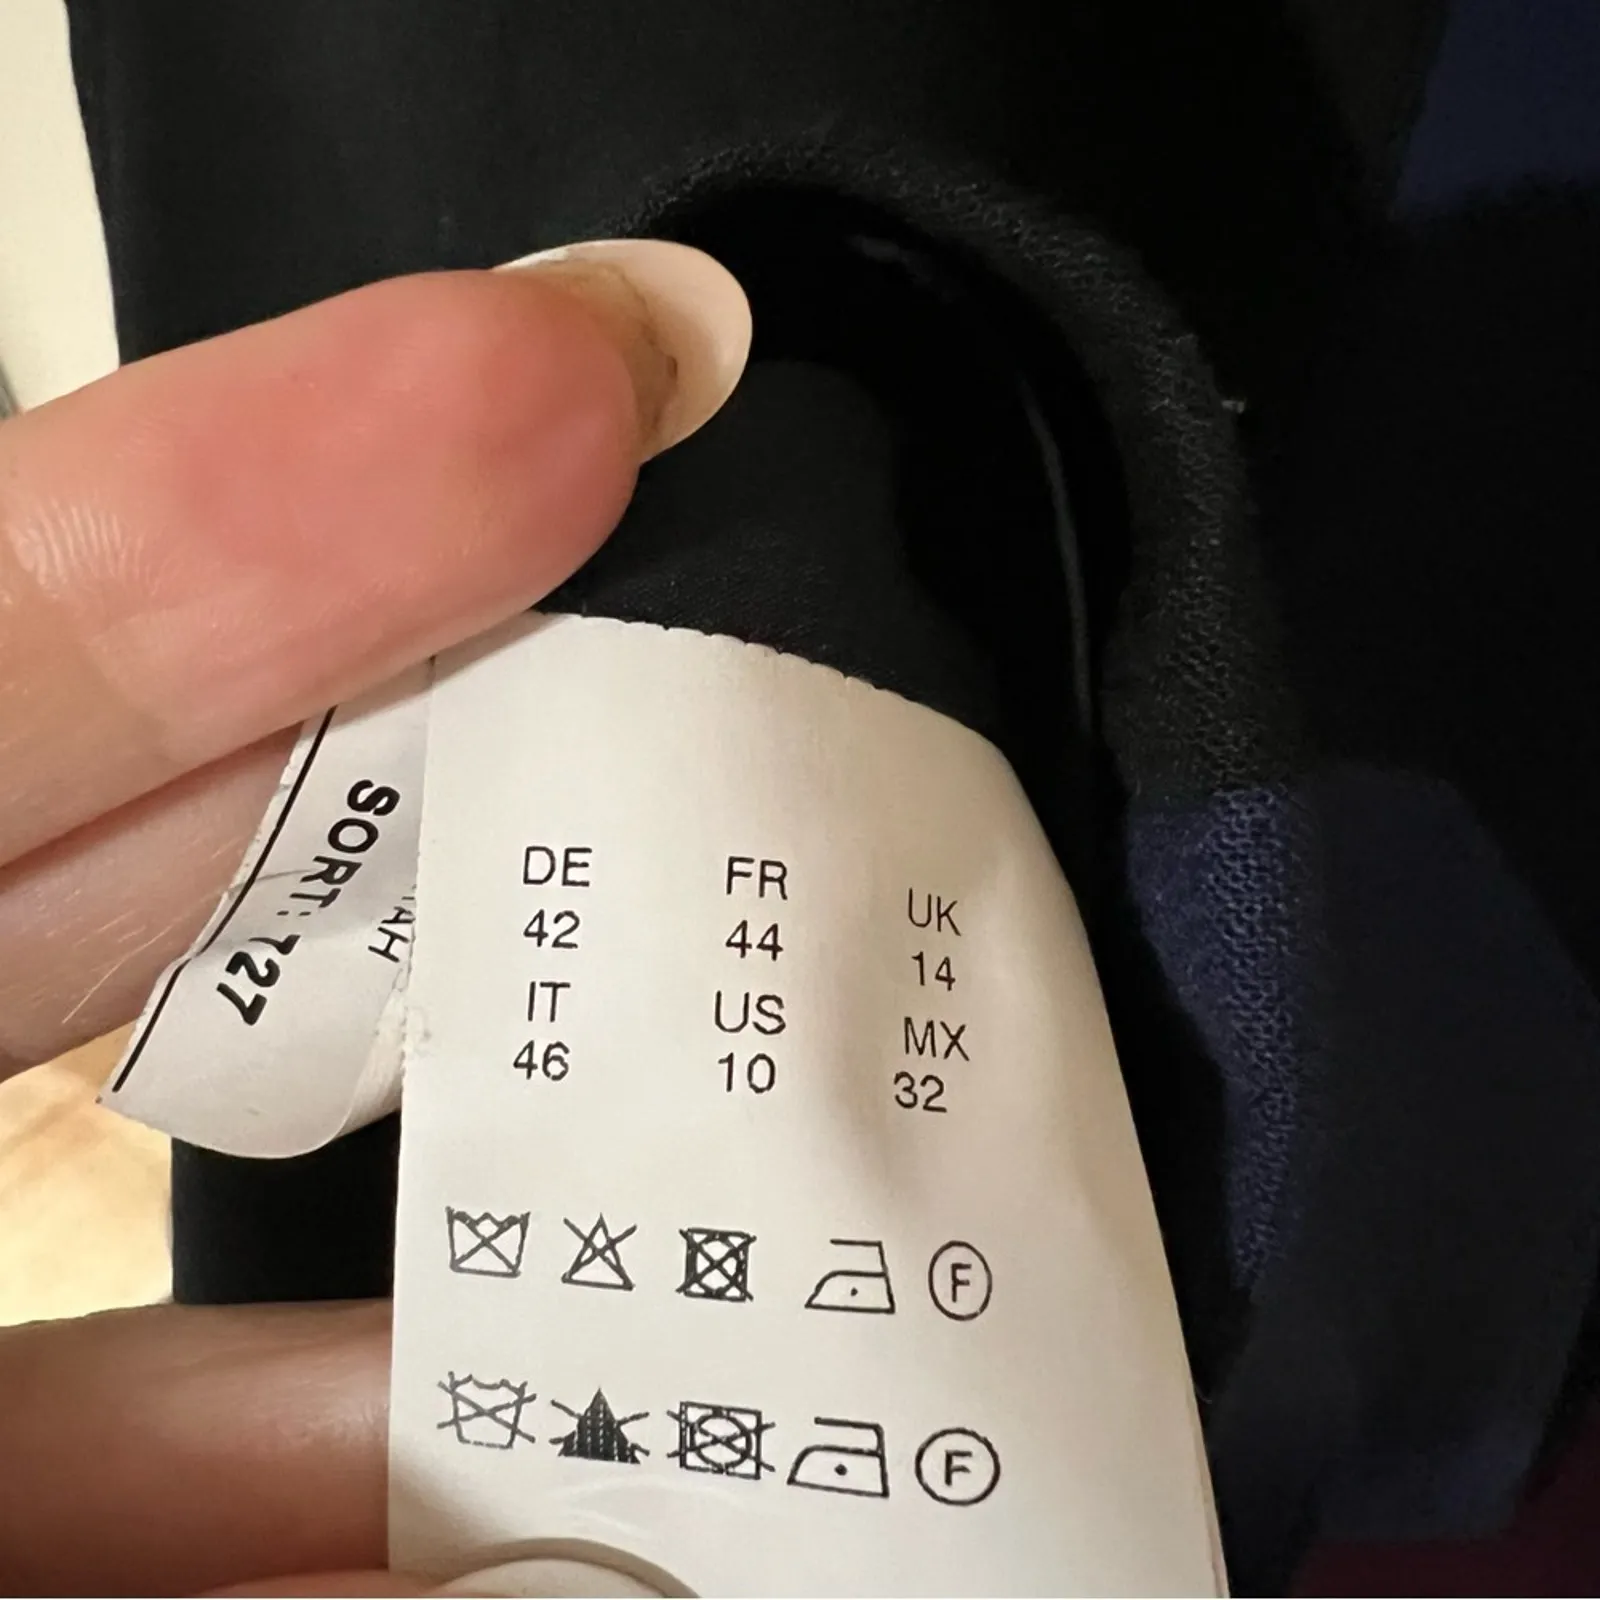 DE FR UK
42 44 14
IT US MX
46 10 32
F
F
SORT: 727